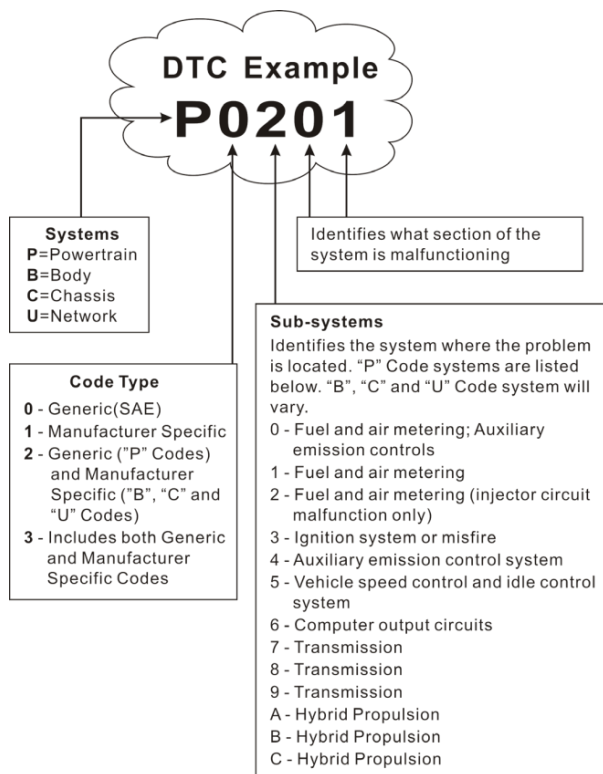 DTC Example
P0201
Systems
P=Powertrain
B=Body
C=Chassis
U=Network
Identifies what section of the
system is malfunctioning
Code Type
0 - Generic(SAE)
1 - Manufacturer Specific
2 - Generic ("P" Codes)
and Manufacturer
Specific ("B", "C" and
"U" Codes)
3 - Includes both Generic
and Manufacturer
Specific Codes
Sub-systems
Identifies the system where the problem
is located. "P" Code systems are listed
below. "B", "C" and "U" Code system will
vary.
0 - Fuel and air metering; Auxiliary
emission controls
1 - Fuel and air metering
2 - Fuel and air metering (injector circuit
malfunction only)
3 - Ignition system or misfire
4 - Auxiliary emission control system
5 - Vehicle speed control and idle control
system
6 - Computer output circuits
7 - Transmission
8 - Transmission
9 - Transmission
A - Hybrid Propulsion
B - Hybrid Propulsion
C - Hybrid Propulsion